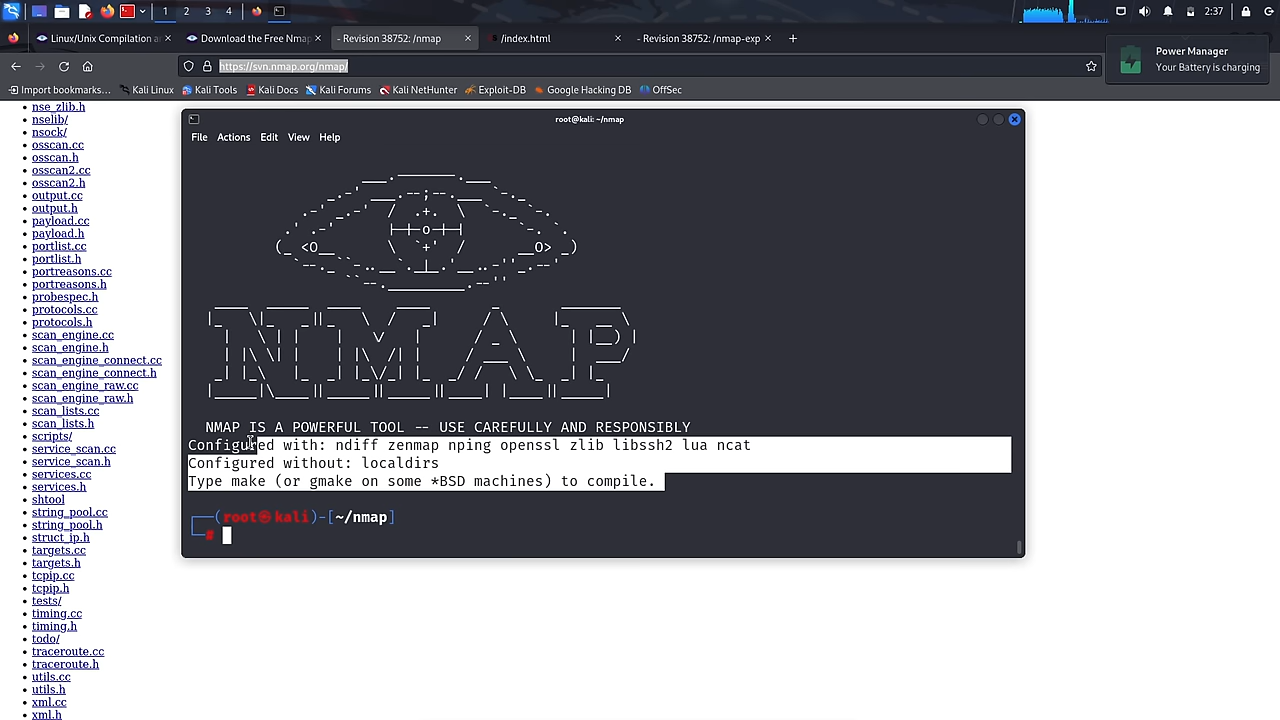 1 2 3 4 2:37
Linux/Unix Compilation a Download the Free Nmap - Revision 38752: /nmap /index.html - Revision 38752: /nmap-exp
https://svn.nmap.org/nmap/
Import bookmarks... Kali Linux Kali Tools Kali Docs Kali Forums Kali NetHunter Exploit-DB Google Hacking DB OffSec
Power Manager
Your Battery is charging
nse_zlib.h
nselib/
nsock/
osscan.cc
osscan.h
osscan2.cc
osscan2.h
output.cc
output.h
payload.cc
payload.h
portlist.cc
portlist.h
portreasons.cc
portreasons.h
probespec.h
protocols.cc
protocols.h
scan_engine.cc
scan_engine.h
scan_engine_connect.cc
scan_engine_connect.h
scan_engine_raw.cc
scan_engine_raw.h
scan_lists.cc
scan_lists.h
scripts/
service_scan.cc
service_scan.h
services.cc
services.h
shtool
string_pool.cc
string_pool.h
struct_ip.h
targets.cc
targets.h
tcpip.cc
tcpip.h
tests/
timing.cc
timing.h
todo/
traceroute.cc
traceroute.h
utils.cc
utils.h
xml.cc
xml.h
root@kali: ~/nmap
File Actions Edit View Help
NMAP
NMAP IS A POWERFUL TOOL -- USE CAREFULLY AND RESPONSIBLY
Configured with: ndiff zenmap nping openssl zlib libssh2 lua ncat
Configured without: localdirs
Type make (or gmake on some *BSD machines) to compile.
(root㉿kali)-[~/nmap]
#